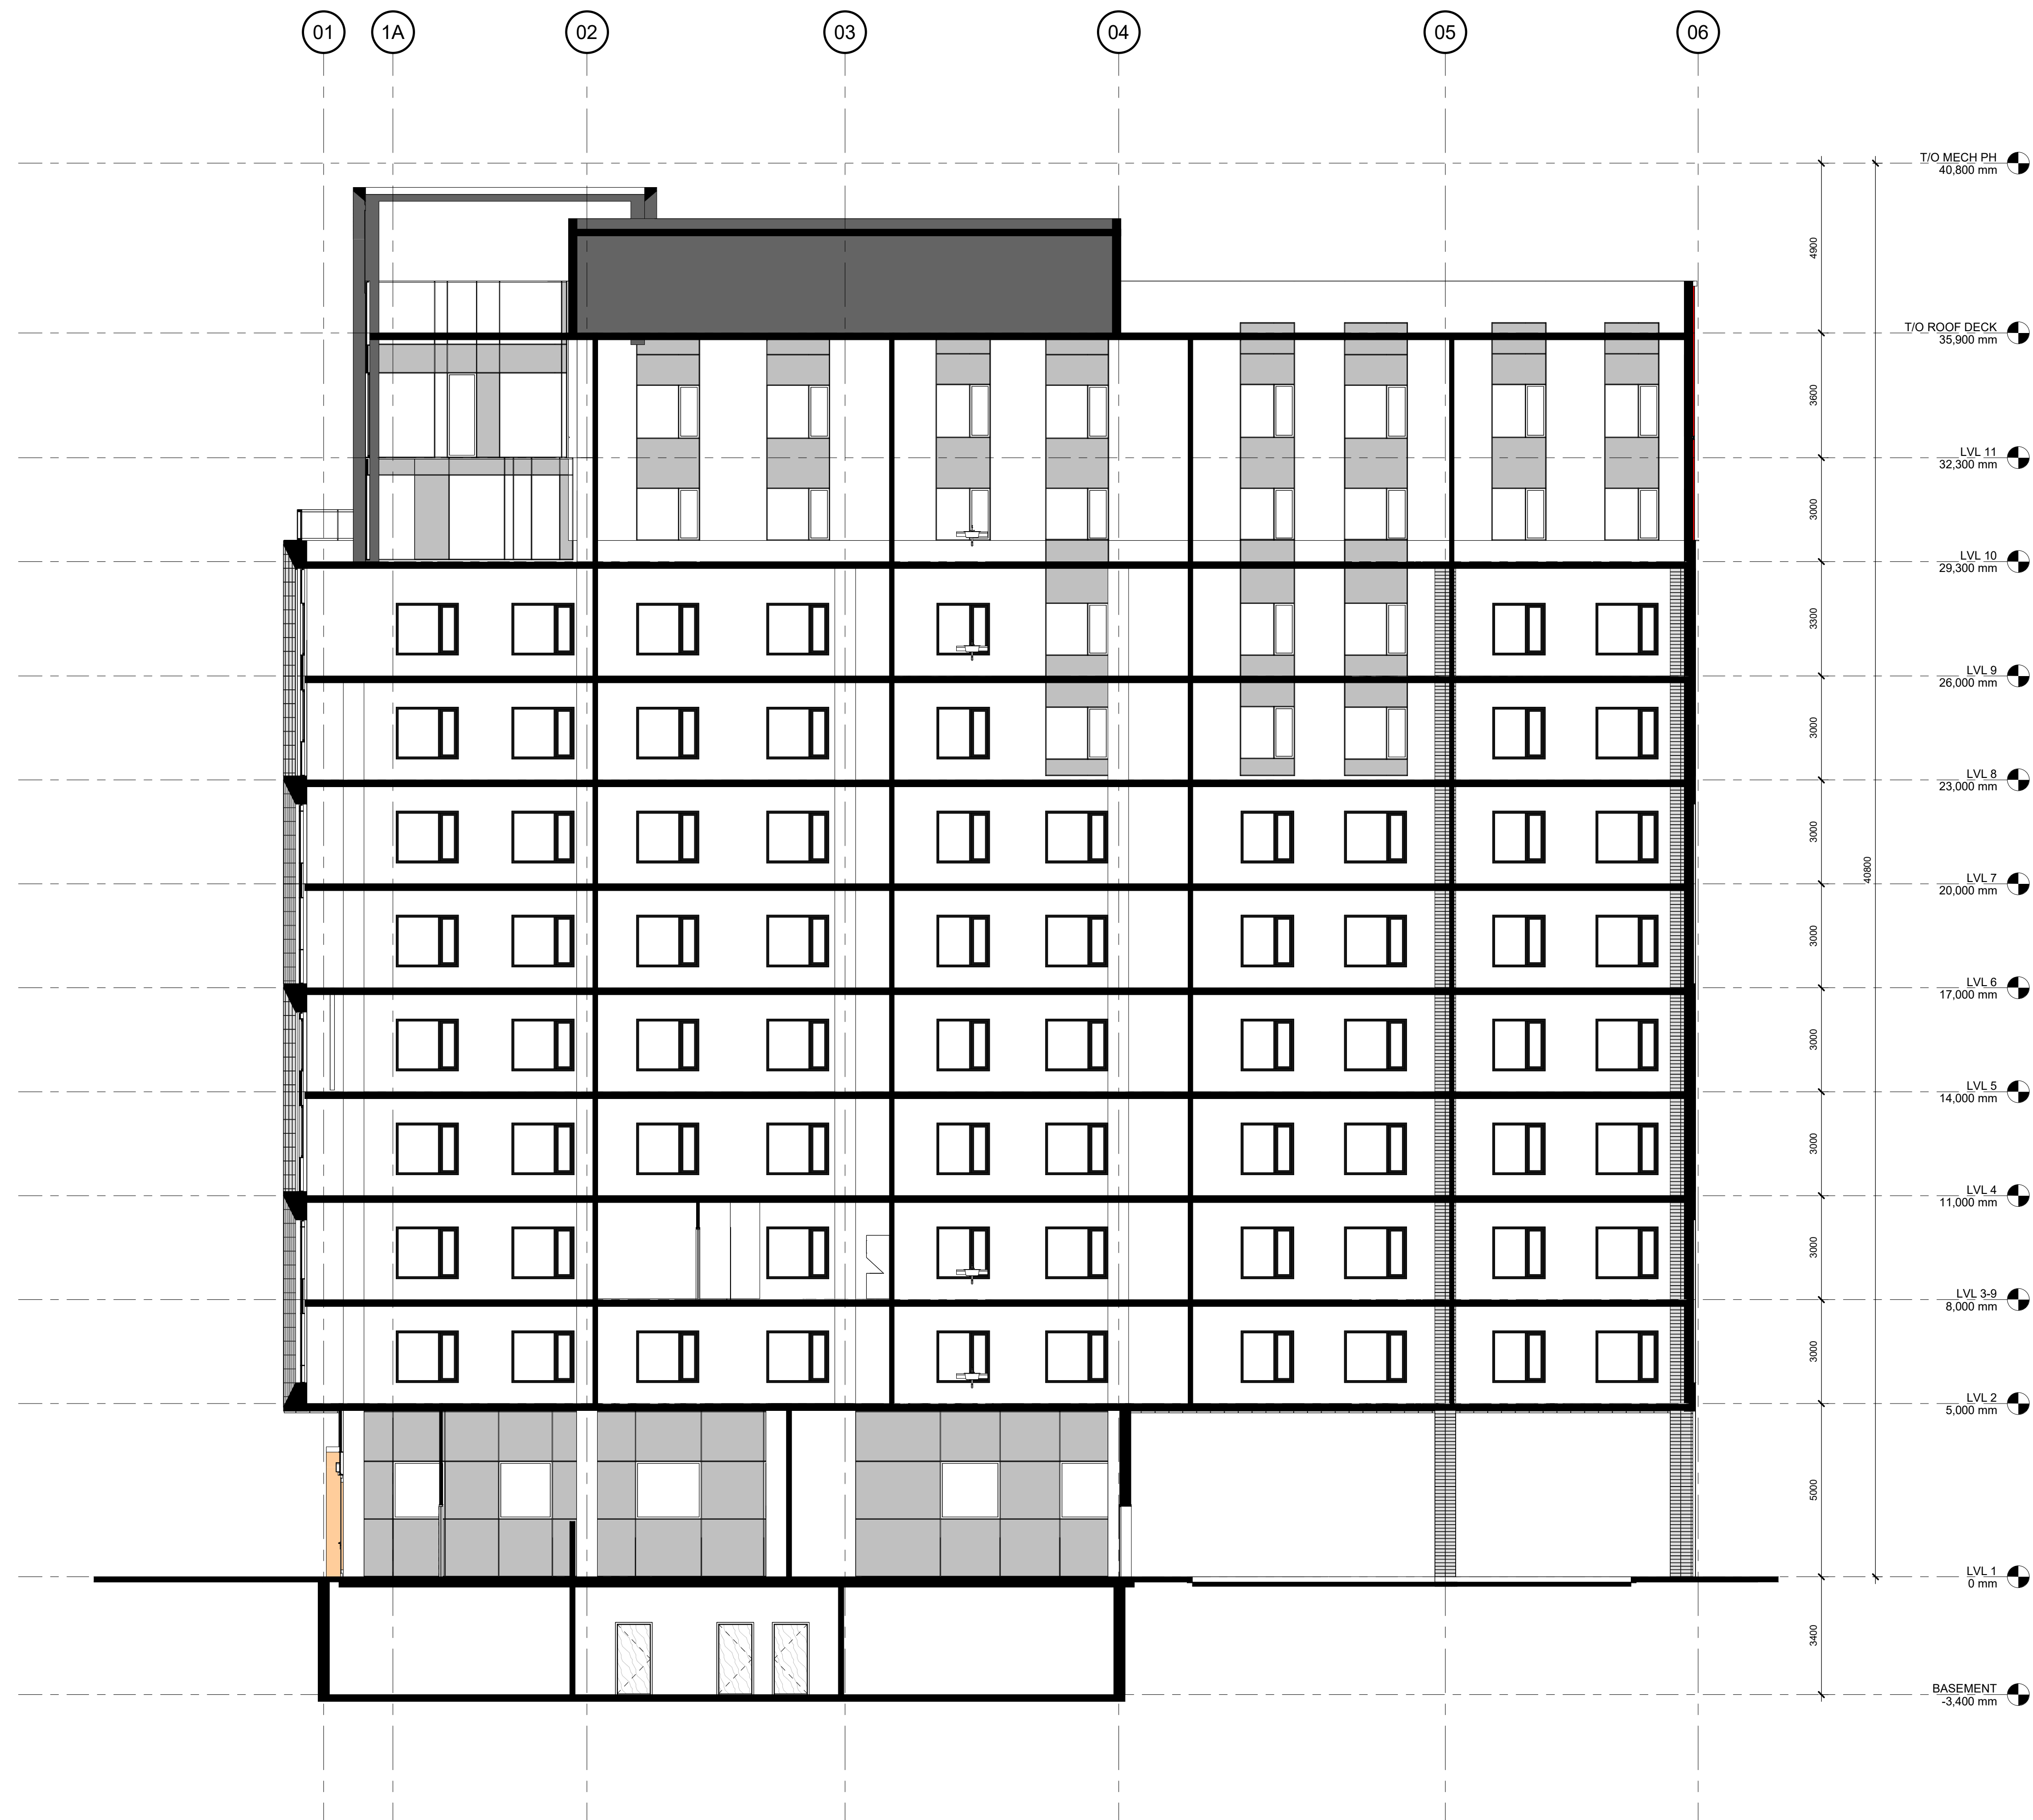 01 1A 02 03 04 05 06
T/O MECH PH
40,800 mm
4900
T/O ROOF DECK
35,900 mm
3600
LVL 11
32,300 mm
3000
LVL 10
29,300 mm
3300
LVL 9
26,000 mm
3000
LVL 8
23,000 mm
3000
40800
LVL 7
20,000 mm
3000
LVL 6
17,000 mm
3000
LVL 5
14,000 mm
3000
LVL 4
11,000 mm
3000
LVL 3-9
8,000 mm
3000
LVL 2
5,000 mm
5000
LVL 1
0 mm
3400
BASEMENT
-3,400 mm